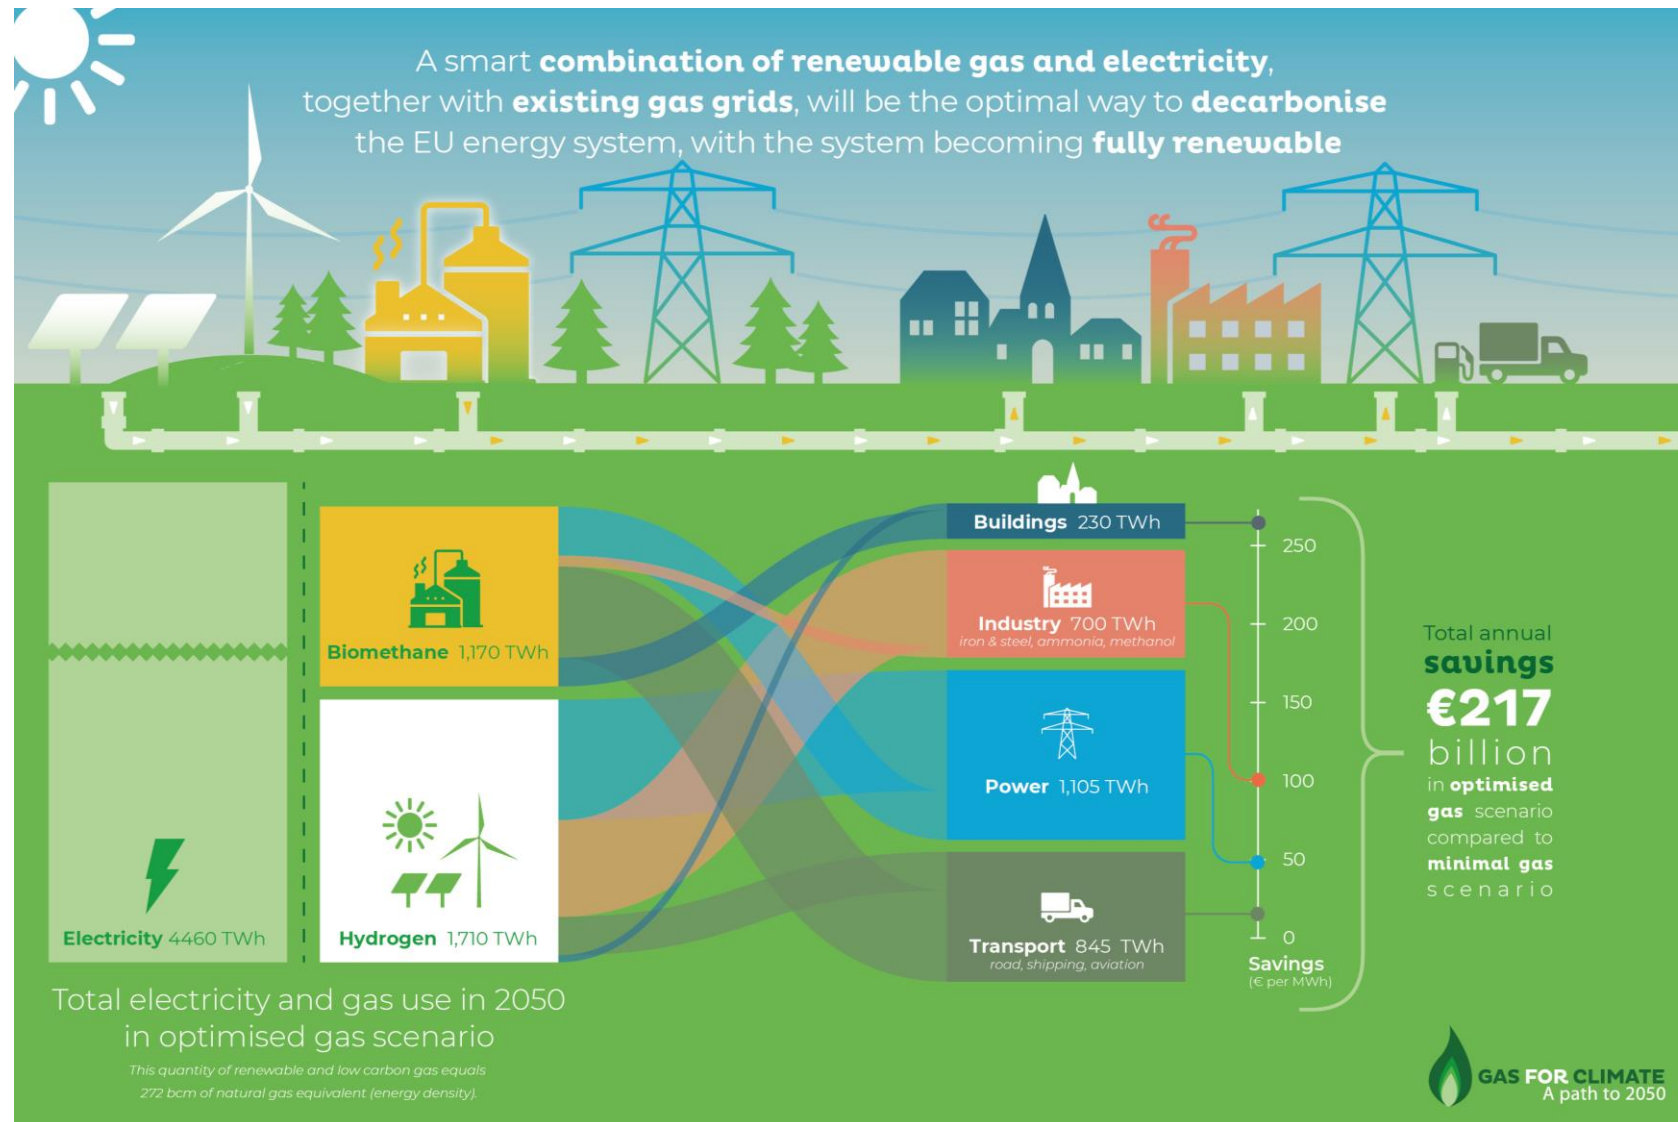 A smart combination of renewable gas and electricity,
together with existing gas grids, will be the optimal way to decarbonise
the EU energy system, with the system becoming fully renewable
Electricity 4460 TWh
Biomethane 1,170 TWh
Hydrogen 1,710 TWh
Buildings 230 TWh
Industry 700 TWh
iron & steel, ammonia, methanol
Power 1,105 TWh
Transport 845 TWh
road, shipping, aviation
250
200
150
100
50
0
Savings
(€ per MWh)
Total annual
savings
€217
billion
in optimised
gas scenario
compared to
minimal gas
scenario
Total electricity and gas use in 2050
in optimised gas scenario
This quantity of renewable and low carbon gas equals
272 bcm of natural gas equivalent (energy density).
GAS FOR CLIMATE
A path to 2050